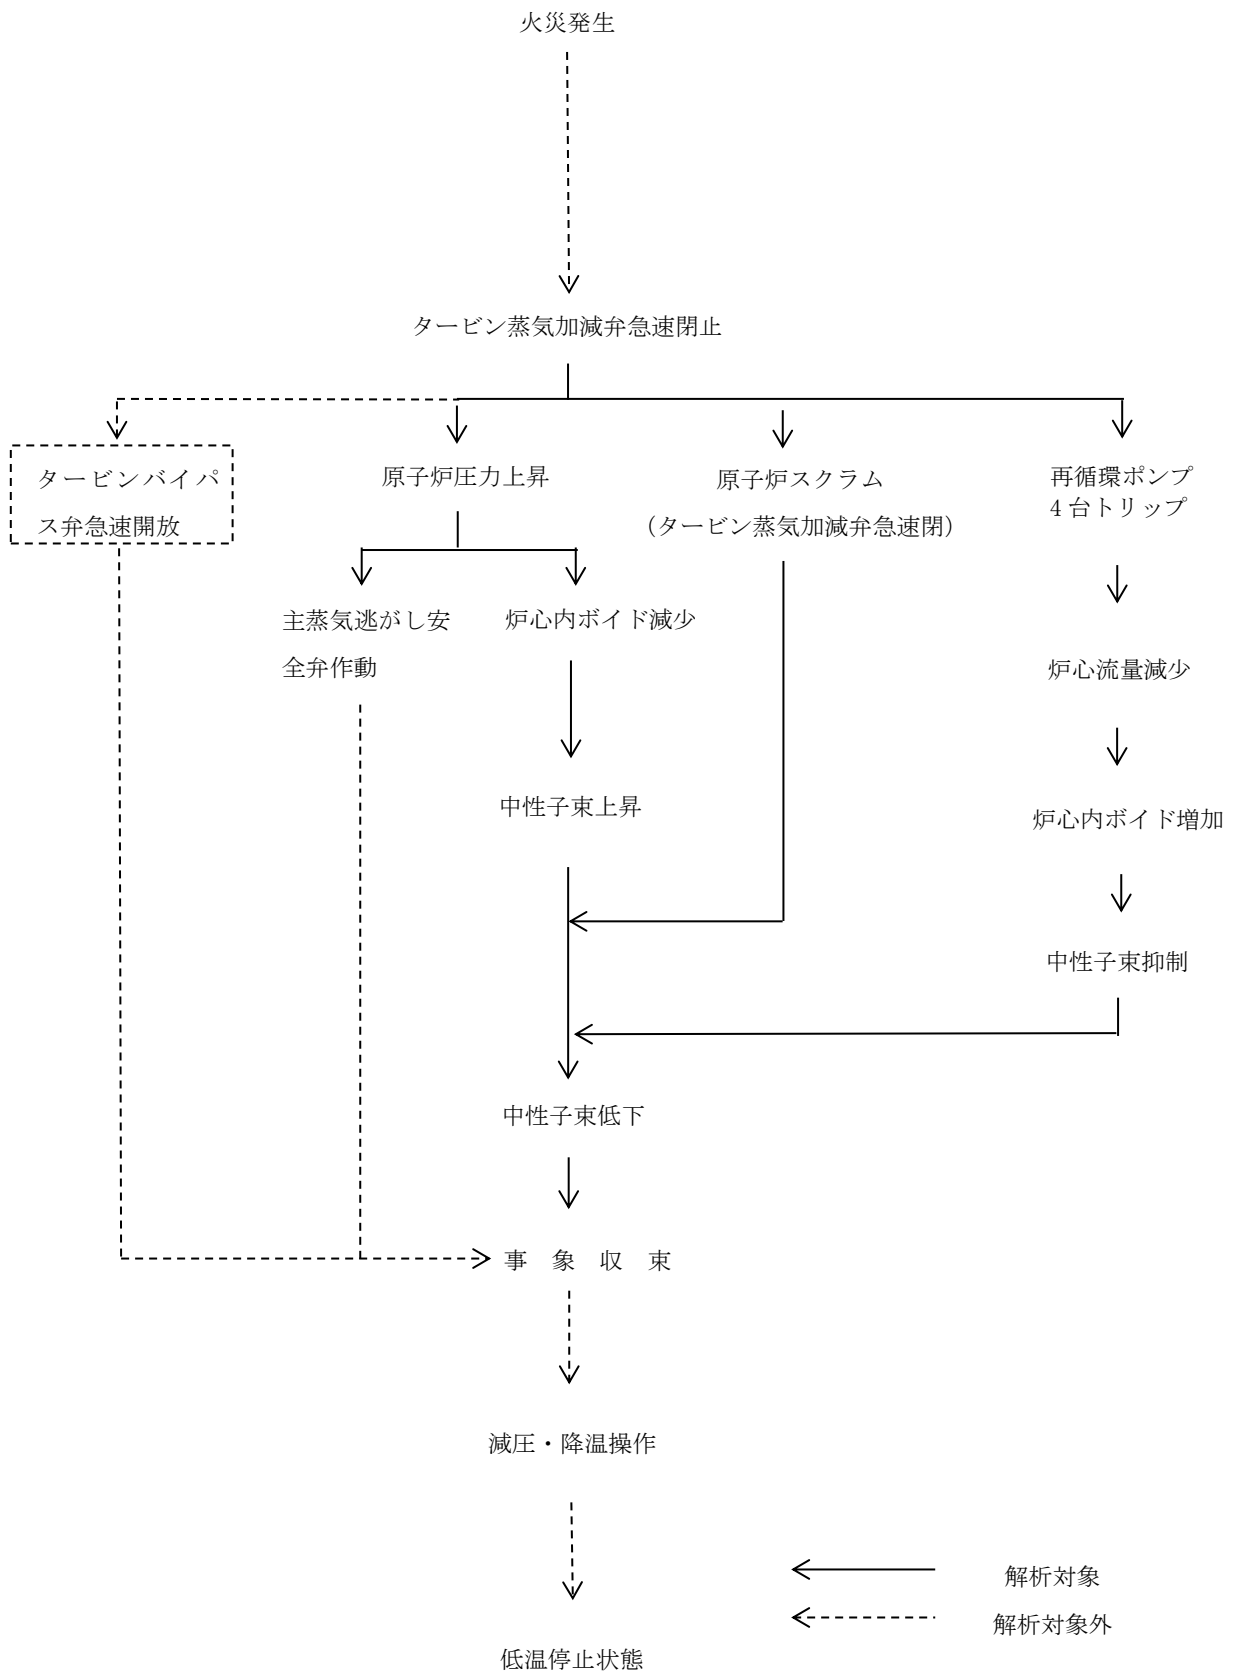 火災発生
タービン蒸気加減弁急速閉止
タービンバイパ
ス弁急速開放
原子炉圧力上昇
原子炉スクラム
（タービン蒸気加減弁急速閉）
再循環ポンプ
4台トリップ
主蒸気逃がし安
全弁作動
炉心内ボイド減少
炉心流量減少
中性子束上昇
炉心内ボイド増加
中性子束抑制
中性子束低下
事　象　収　束
減圧・降温操作
解析対象
解析対象外
低温停止状態